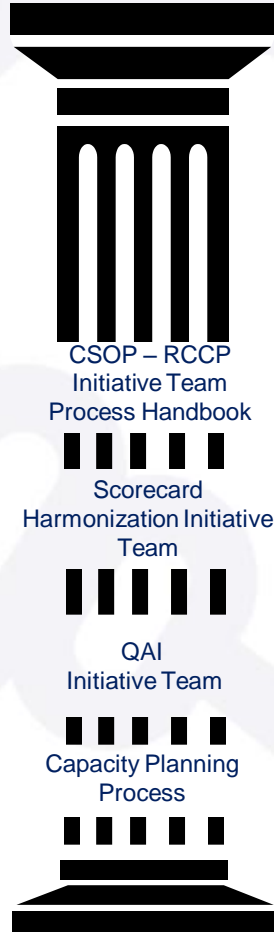 CSOP – RCCP
Initiative Team
Process Handbook
Scorecard
Harmonization Initiative
Team
QAI
Initiative Team
Capacity Planning
Process